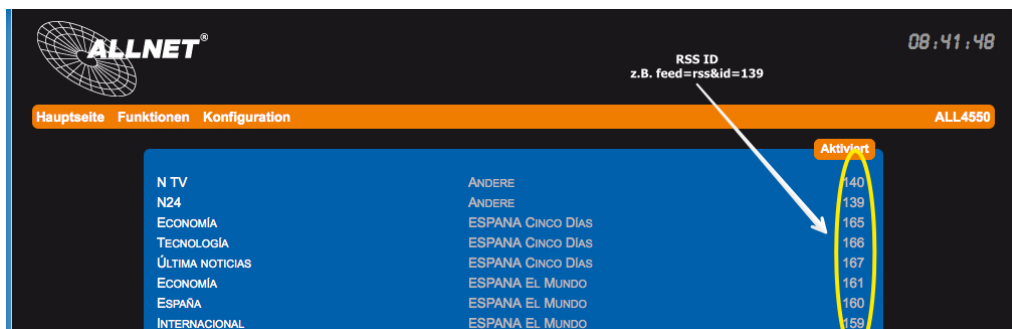 ALLNET®
08:41:48
RSS ID
z.B. feed=rss&id=139
Hauptseite Funktionen Konfiguration ALL4550
Aktiviert
N TV ANDERE 140
N24 ANDERE 139
ECONOMÍA ESPANA CINCO DÍAS 165
TECNOLOGÍA ESPANA CINCO DÍAS 166
ÚLTIMA NOTICIAS ESPANA CINCO DÍAS 167
ECONOMÍA ESPANA EL MUNDO 161
ESPAÑA ESPANA EL MUNDO 160
INTERNACIONAL ESPANA EL MUNDO 159